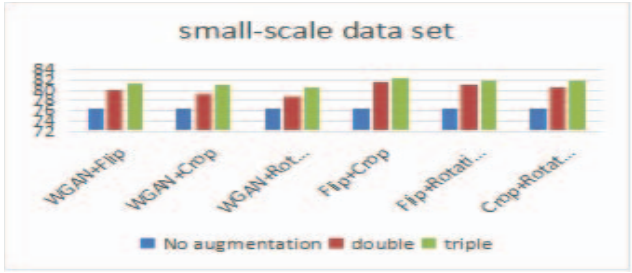 small-scale data set
84
82
80
78
76
74
72
WGAN+Flip
WGAN+Crop
WGAN+Rot...
Flip+Crop
Flip+Rotati...
Crop+Rotat...
No augmentation double triple